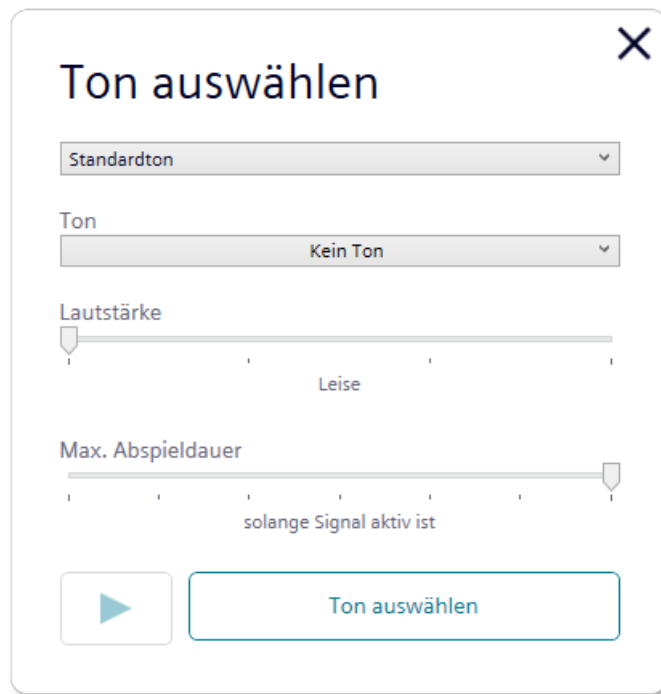 Ton auswählen
Standardton
Ton
Kein Ton
Lautstärke
Leise
Max. Abspieldauer
solange Signal aktiv ist
Ton auswählen